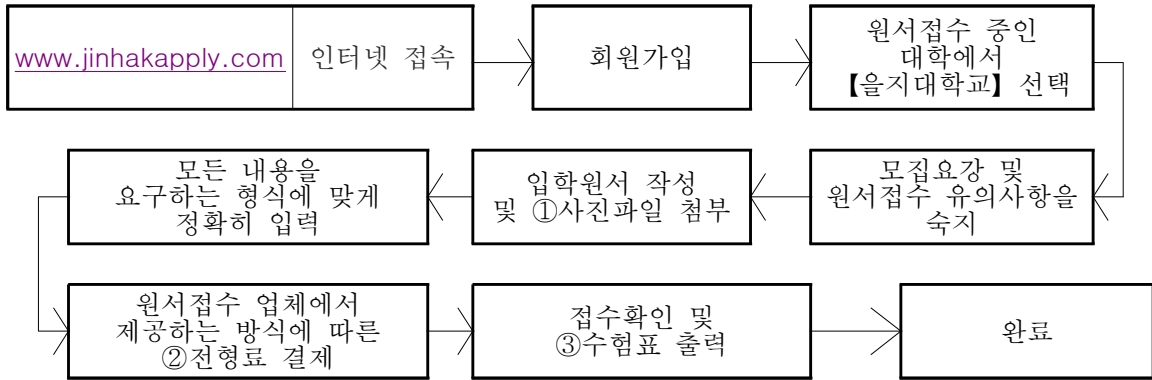 www.jinhakapply.com 인터넷 접속
회원가입
원서접수 중인
대학에서
【을지대학교】 선택
모집요강 및
원서접수 유의사항을
숙지
입학원서 작성
및 ①사진파일 첨부
모든 내용을
요구하는 형식에 맞게
정확히 입력
원서접수 업체에서
제공하는 방식에 따른
②전형료 결제
접수확인 및
③수험표 출력
완료